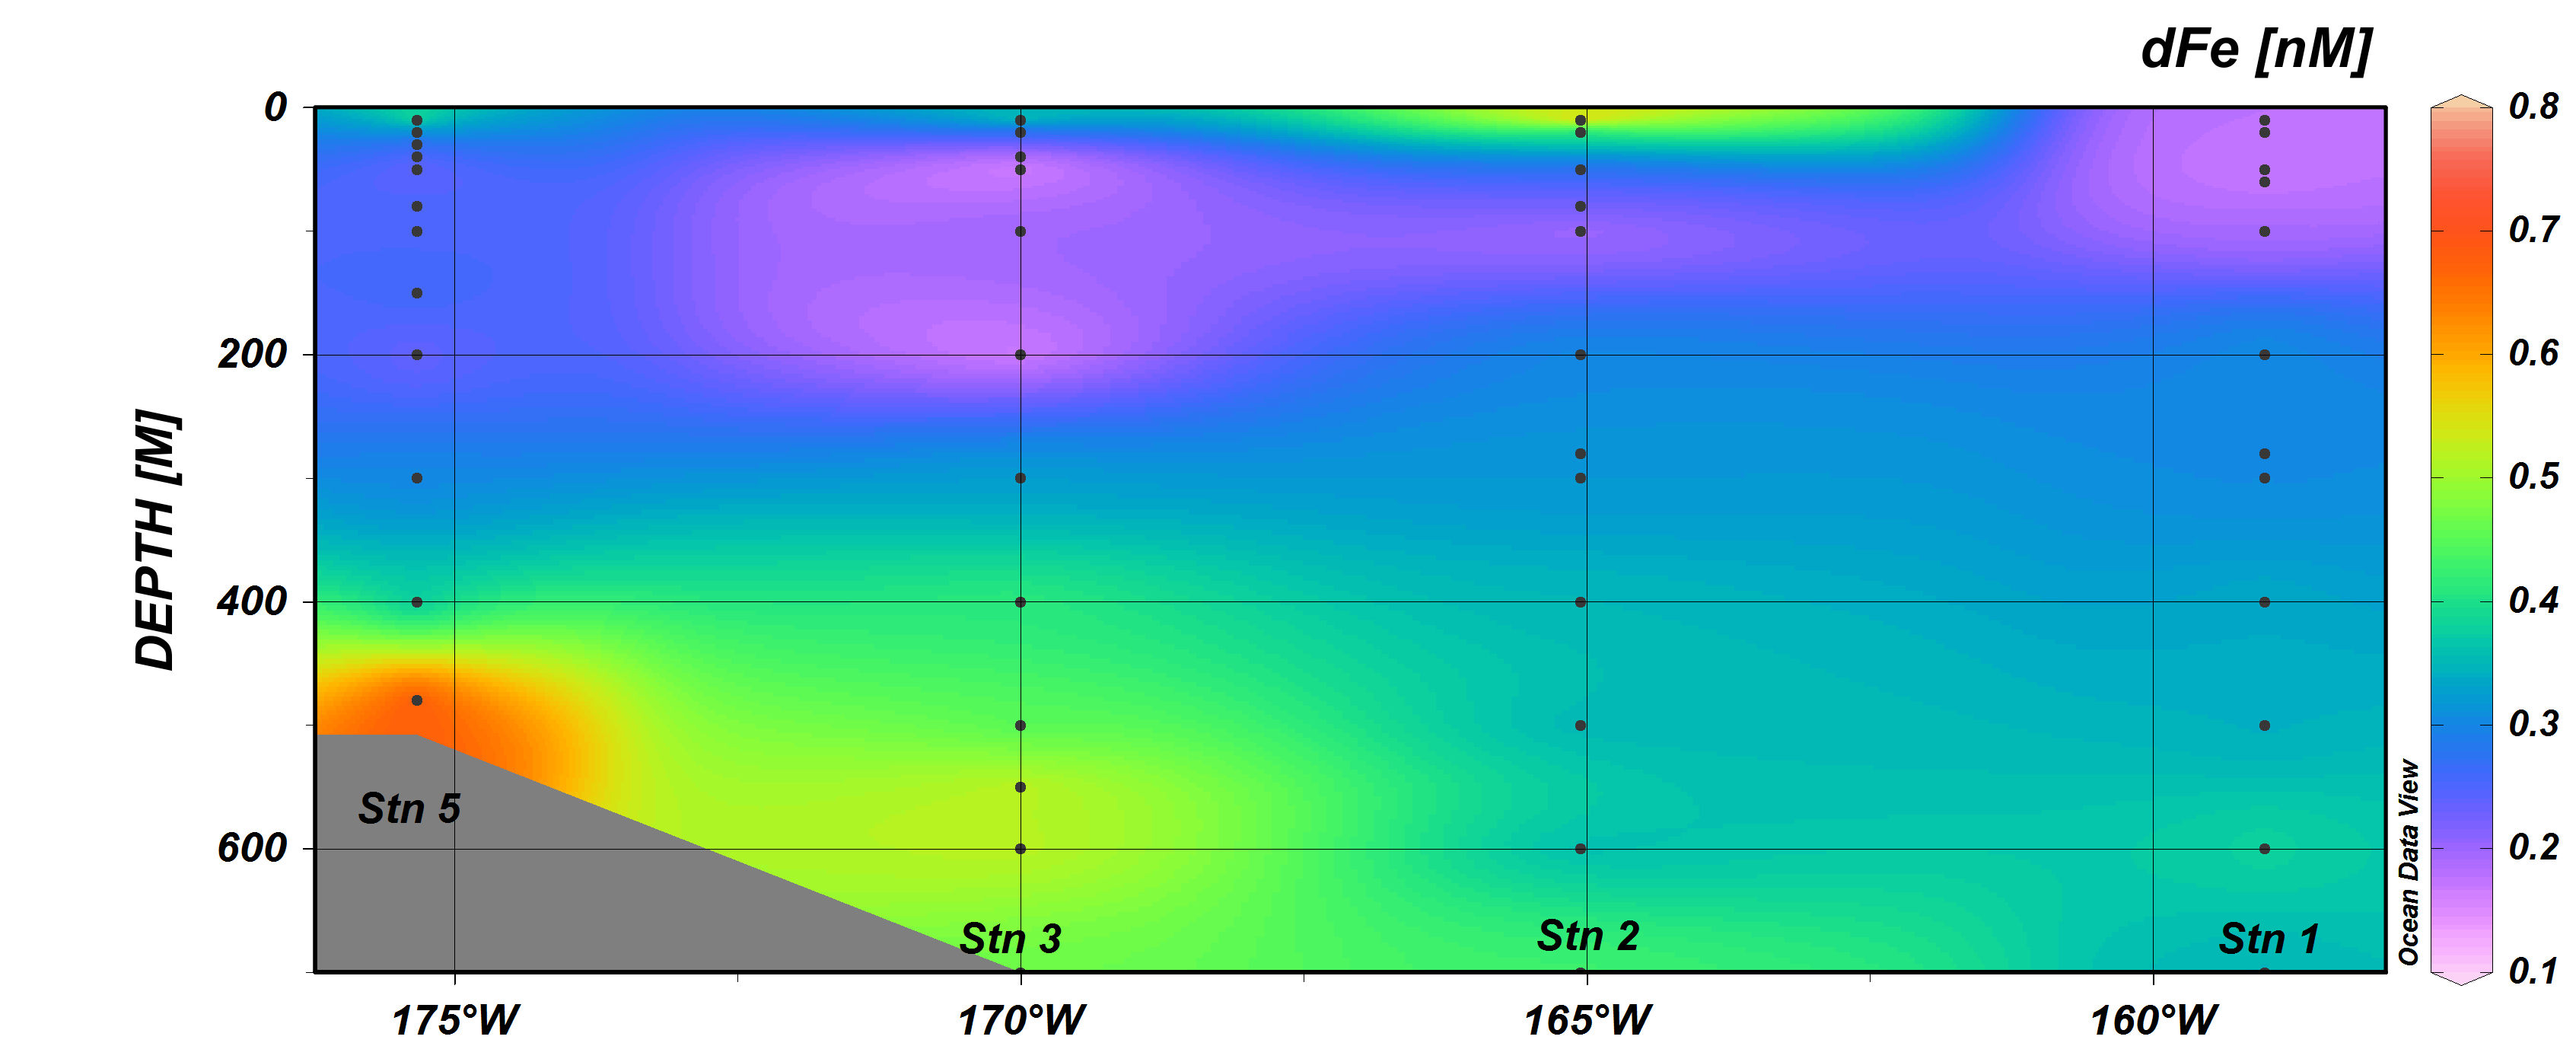 dFe [nM]
0
200
400
600
DEPTH [M]
Stn 5
Stn 3
Stn 2
Stn 1
175°W
170°W
165°W
160°W
Ocean Data View
0.8
0.7
0.6
0.5
0.4
0.3
0.2
0.1